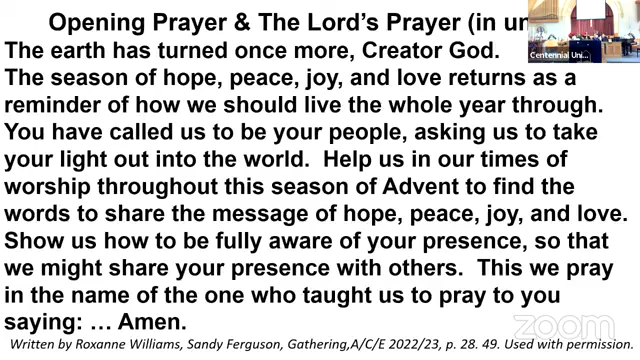 Opening Prayer & The Lord's Prayer (in un
The earth has turned once more, Creator God.
The season of hope, peace, joy, and love returns as a
reminder of how we should live the whole year through.
You have called us to be your people, asking us to take
your light out into the world.  Help us in our times of
worship throughout this season of Advent to find the
words to share the message of hope, peace, joy, and love.
Show us how to be fully aware of your presence, so that
we might share your presence with others.  This we pray
in the name of the one who taught us to pray to you
saying: … Amen.
Written by Roxanne Williams, Sandy Ferguson, Gathering,A/C/E 2022/23, p. 28. 49. Used with permission.
Centennial Uni...
zoom